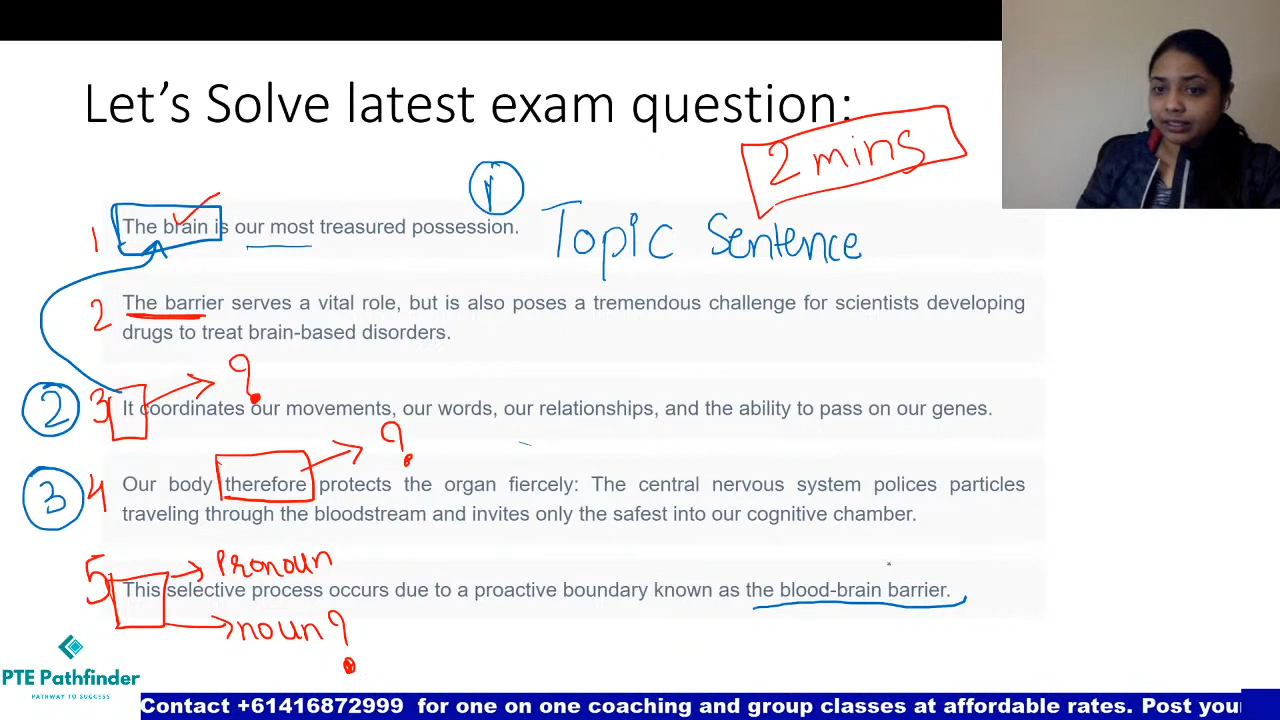 Let's Solve latest exam question:
2 mins
1
1 The brain is our most treasured possession. Topic Sentence
2 The barrier serves a vital role, but is also poses a tremendous challenge for scientists developing
drugs to treat brain-based disorders.
?
2 3 It coordinates our movements, our words, our relationships, and the ability to pass on our genes.
?
3 4 Our body therefore protects the organ fiercely: The central nervous system polices particles
traveling through the bloodstream and invites only the safest into our cognitive chamber.
Pronoun
5 This selective process occurs due to a proactive boundary known as the blood-brain barrier.
noun?
PTE Pathfinder
PATHWAY TO SUCCESS
Contact +61416872999 for one on one coaching and group classes at affordable rates. Post your